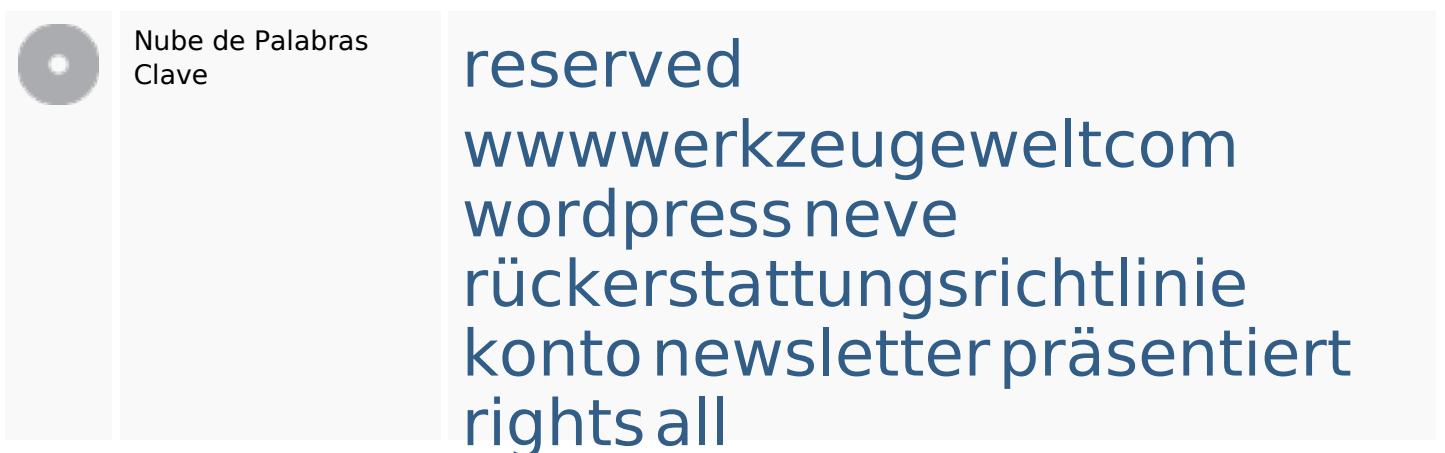 Nube de Palabras
Clave
reserved
wwwwerkzeugeweltcom
wordpress neve
rückerstattungsrichtlinie
konto newsletter präsentiert
rights all